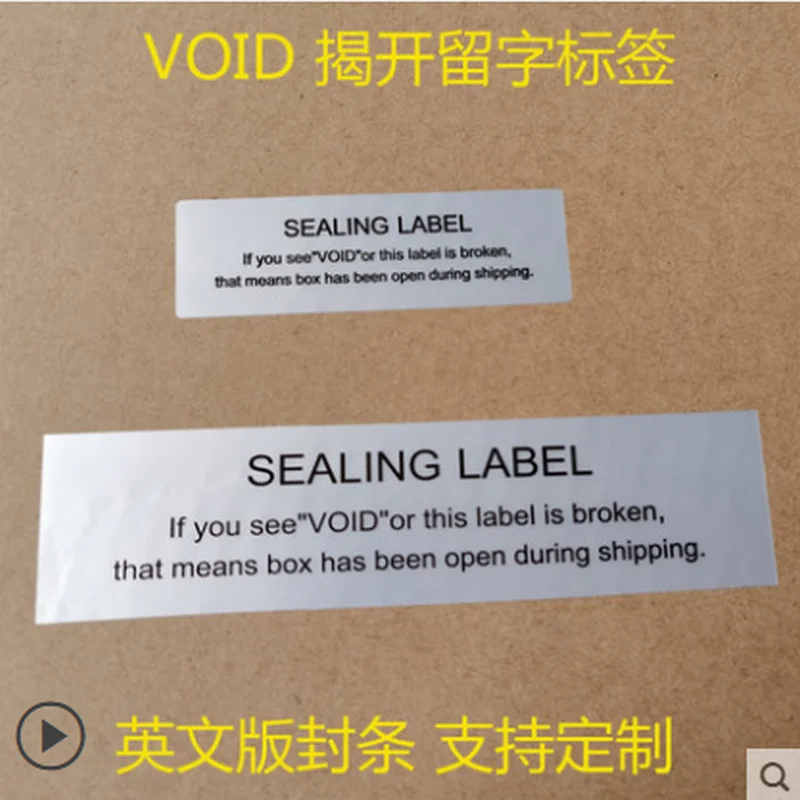 VOID 揭开留字标签
SEALING LABEL
If you see"VOID"or this label is broken,
that means box has been open during shipping.
SEALING LABEL
If you see"VOID"or this label is broken,
that means box has been open during shipping.
英文版封条 支持定制